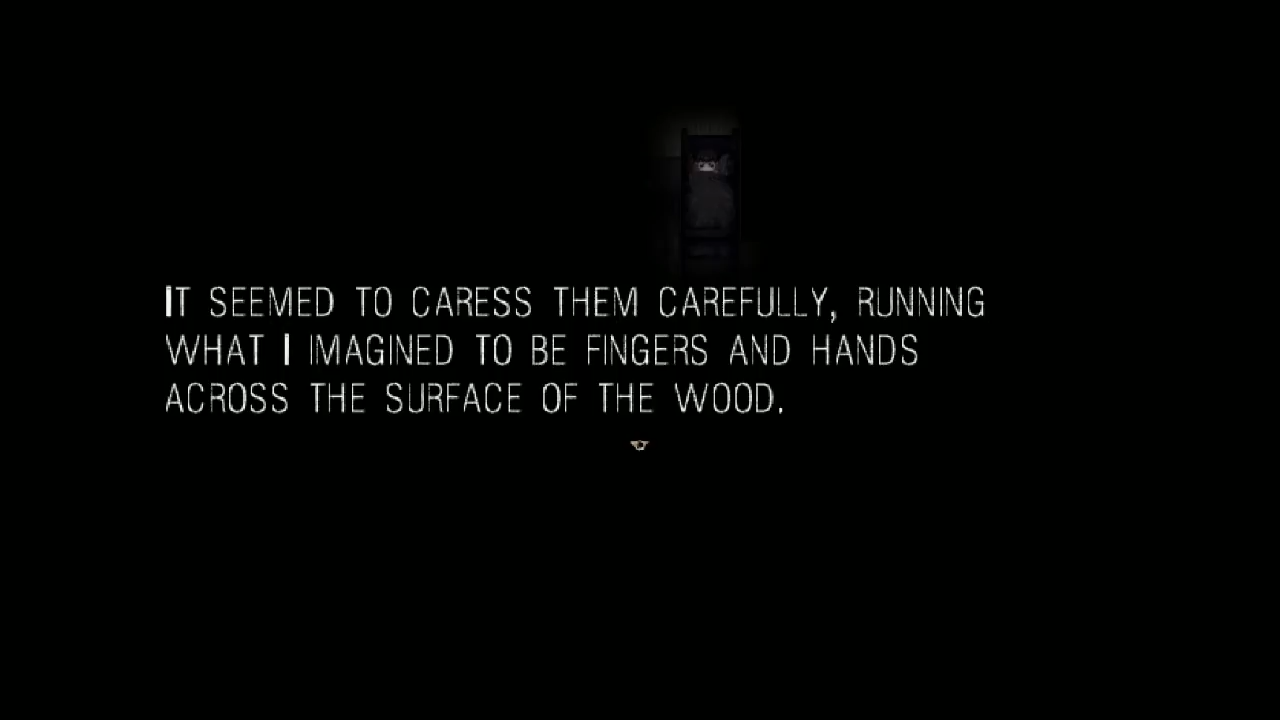 IT SEEMED TO CARESS THEM CAREFULLY, RUNNING
WHAT I IMAGINED TO BE FINGERS AND HANDS
ACROSS THE SURFACE OF THE WOOD.